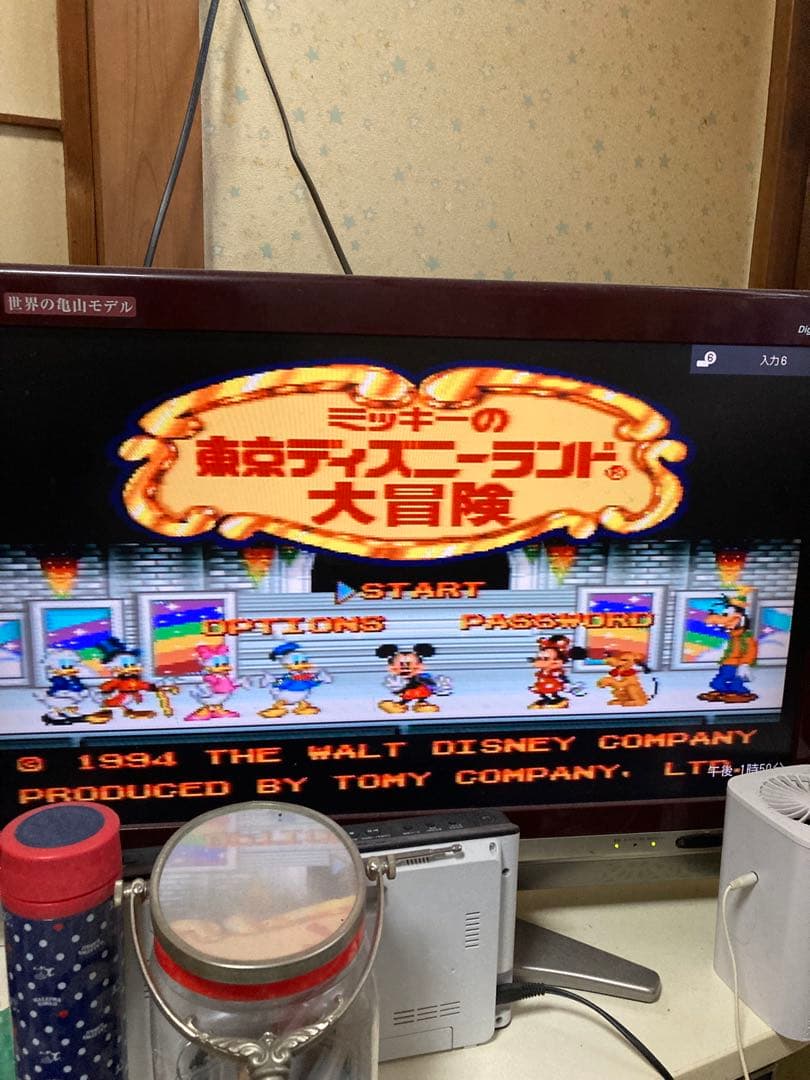 世界の亀山モデル
Dig
6
入力6
ミッキーの
東京ディズニーランド®
大冒険
START
OPTIONS PASSWORD
© 1994 THE WALT DISNEY COMPANY
PRODUCED BY TOMY COMPANY, LT
午後 1時50分